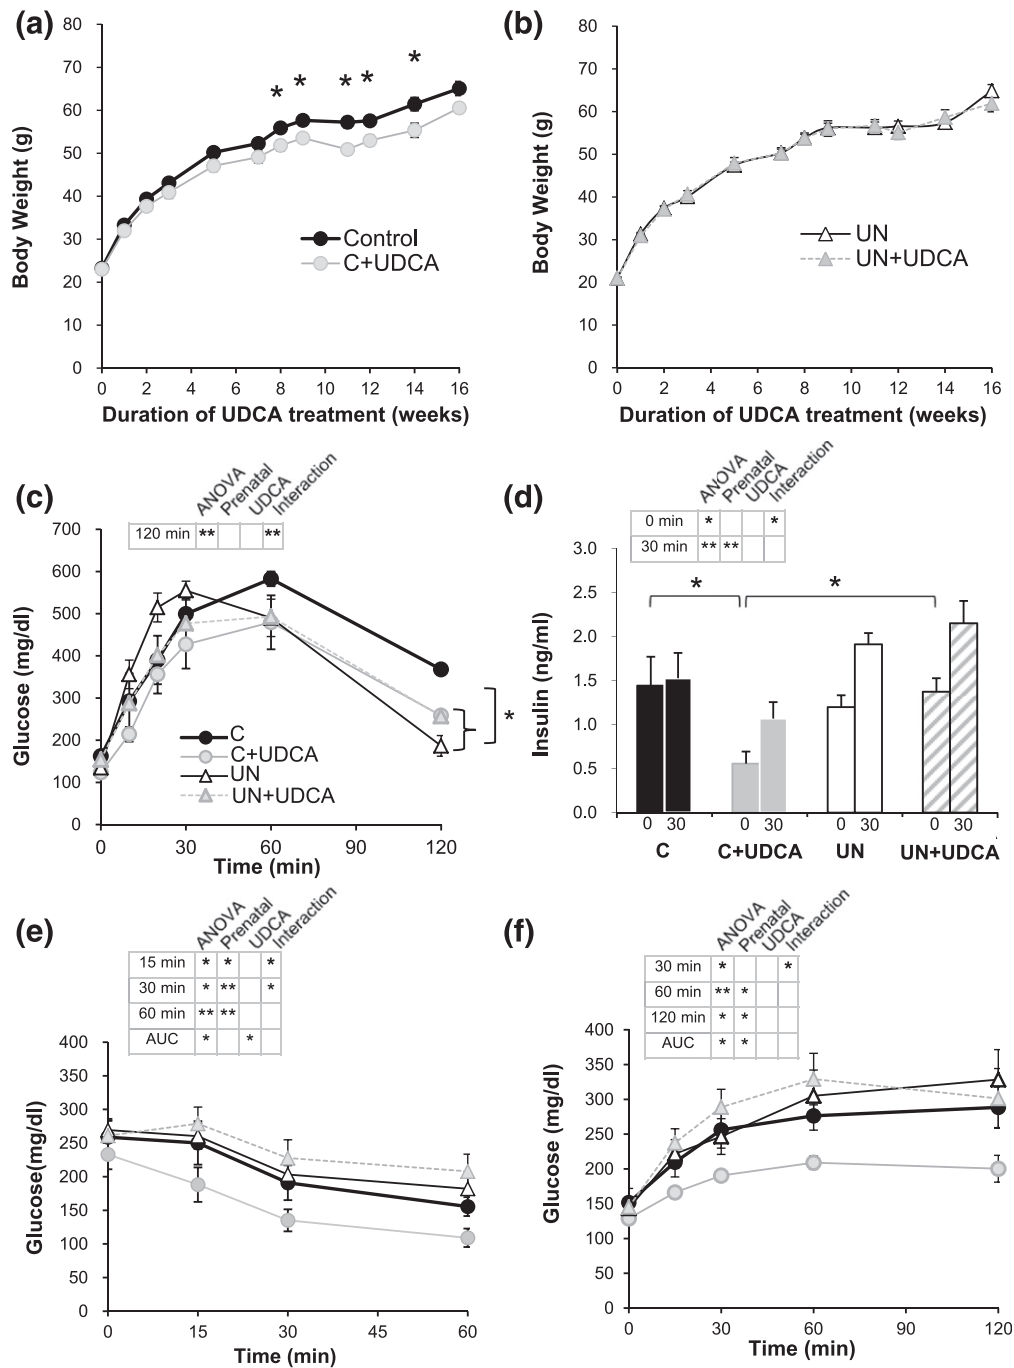 (a)
80
70
60
50
40
30
20
10
0
Body Weight (g)
* * * * *
Control
C+UDCA
0 2 4 6 8 10 12 14 16
Duration of UDCA treatment (weeks)
(b)
80
70
60
50
40
30
20
10
0
Body Weight (g)
UN
UN+UDCA
0 2 4 6 8 10 12 14 16
Duration of UDCA treatment (weeks)
(c)
ANOVA Prenatal UDCA Interaction
120 min ** **
700
600
500
400
300
200
100
0
Glucose (mg/dl)
C
C+UDCA
UN
UN+UDCA
*
0 30 60 90 120
Time (min)
(d)
ANOVA Prenatal UDCA Interaction
0 min * *
30 min ** **
3.0
2.5
2.0
1.5
1.0
0.5
0.0
Insulin (ng/ml)
* *
0 30 0 30 0 30 0 30
C C+UDCA UN UN+UDCA
(e)
ANOVA Prenatal UDCA Interaction
15 min * * *
30 min * ** *
60 min ** **
AUC * *
400
350
300
250
200
150
100
50
0
Glucose(mg/dl)
0 15 30 45 60
Time (min)
(f)
ANOVA Prenatal UDCA Interaction
30 min * *
60 min ** *
120 min * *
AUC * *
400
350
300
250
200
150
100
50
0
Glucose (mg/dl)
0 30 60 90 120
Time (min)